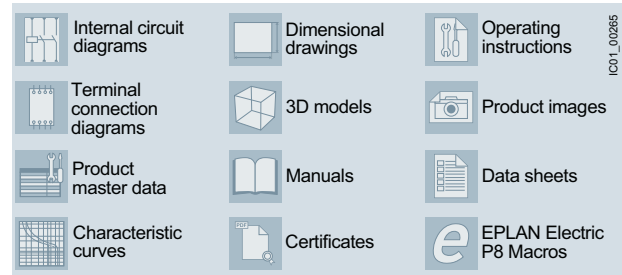 Internal circuit
diagrams
Dimensional
drawings
Operating
instructions
IC01_00265
Terminal
connection
diagrams
3D models
Product images
Product
master data
Manuals
Data sheets
Characteristic
curves
PDF
Certificates
e
EPLAN Electric
P8 Macros